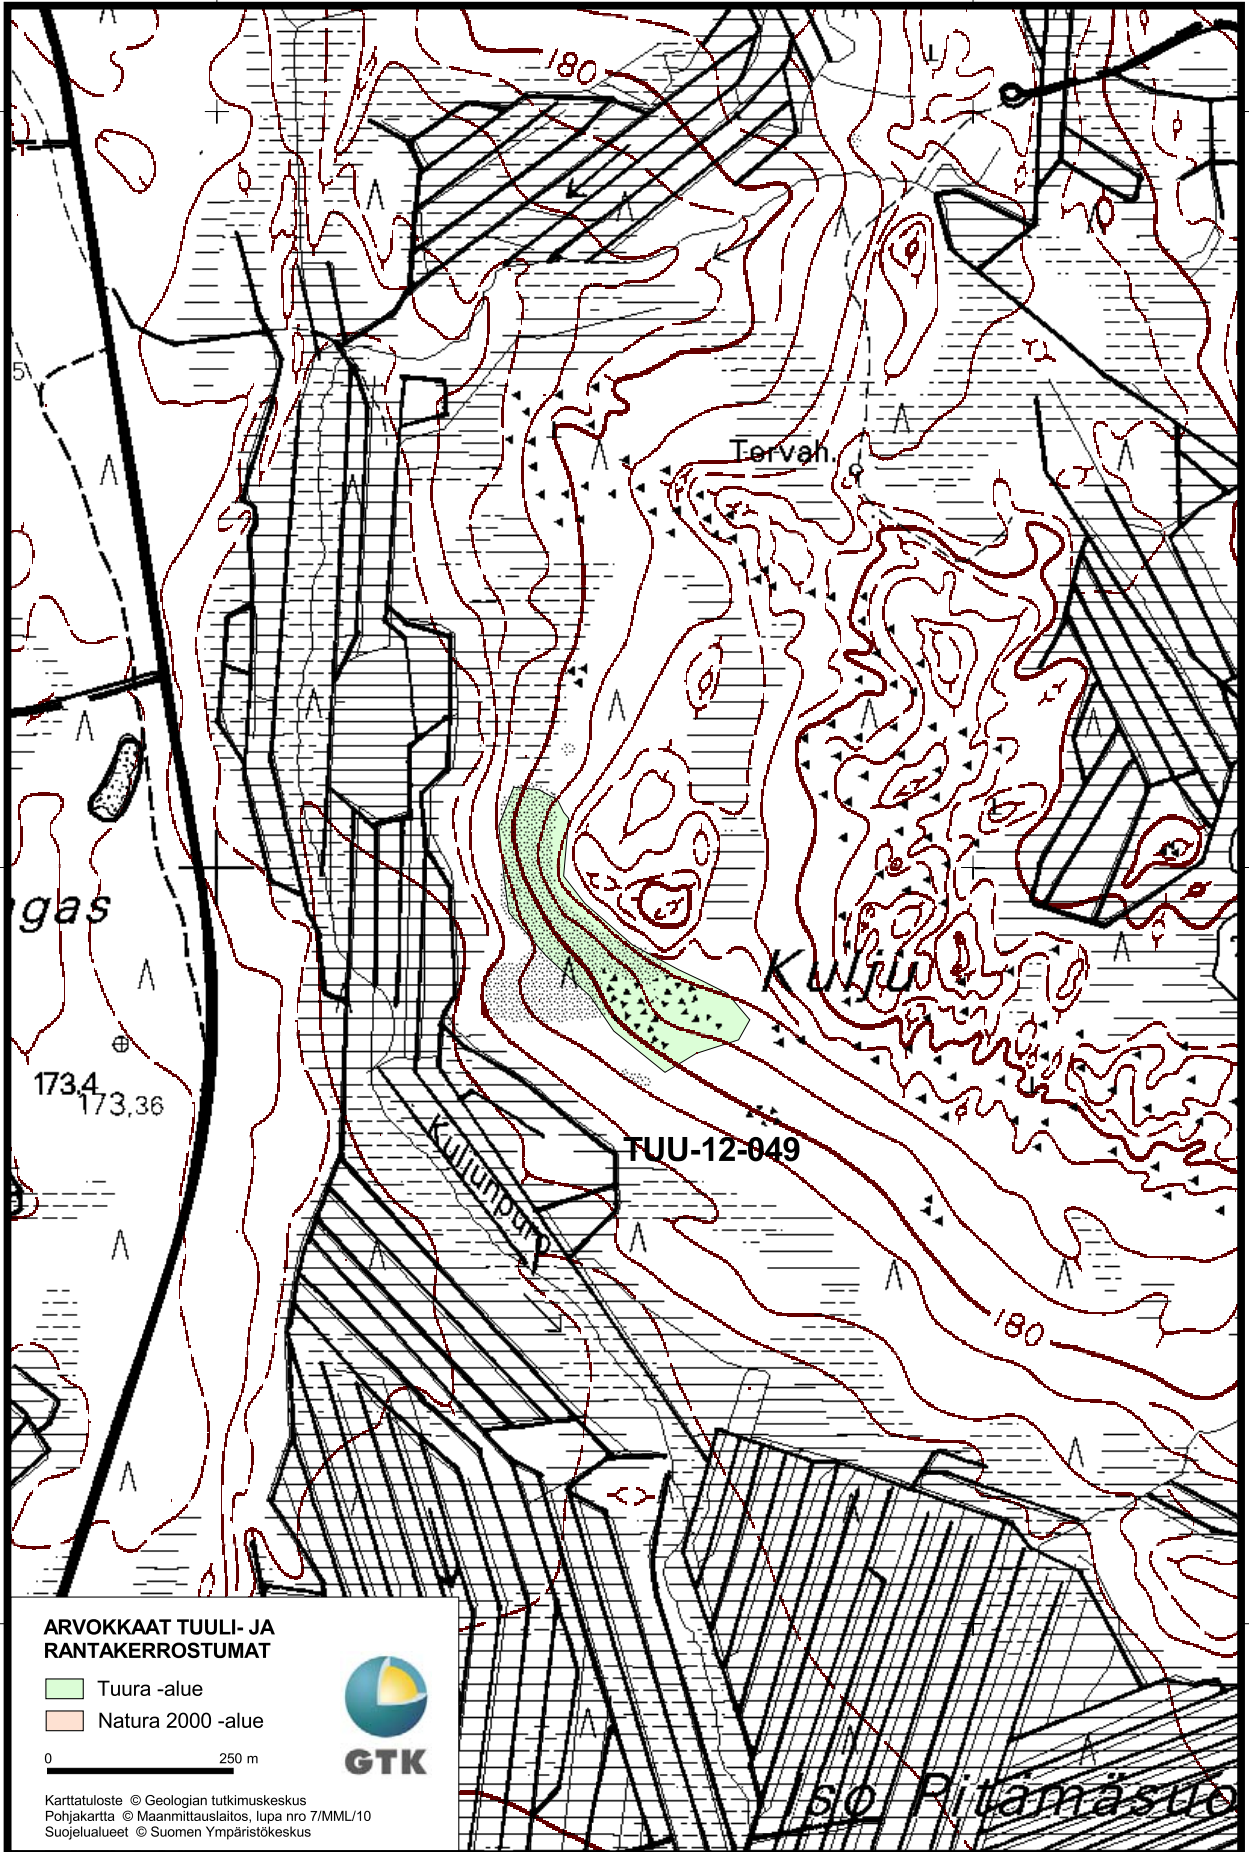 180
5
Tervah.
gas
Kulju
173,4
173,36
Kuljunpuro
TUU-12-049
180
Iso Pitämäsuo
ARVOKKAAT TUULI- JA
RANTAKERROSTUMAT
Tuura -alue
Natura 2000 -alue
0 250 m
GTK
Karttatuloste © Geologian tutkimuskeskus
Pohjakartta © Maanmittauslaitos, lupa nro 7/MML/10
Suojelualueet © Suomen Ympäristökeskus